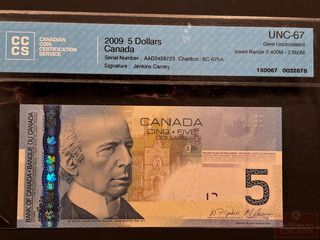 CCCS
CANADIAN
COIN
CERTIFICATION
SERVICE
2009 5 Dollars
Canada
Serial Number : AAD3459723 Charlton : BC-67bA
Signature : Jenkins Carney
UNC-67
Gem Uncirculated
Insert Range 2.400M - 2.560M
150067 0032878
CANADA
CINQ • FIVE
DOLLARS
BANK OF CANADA • BANQUE DU CANADA
5